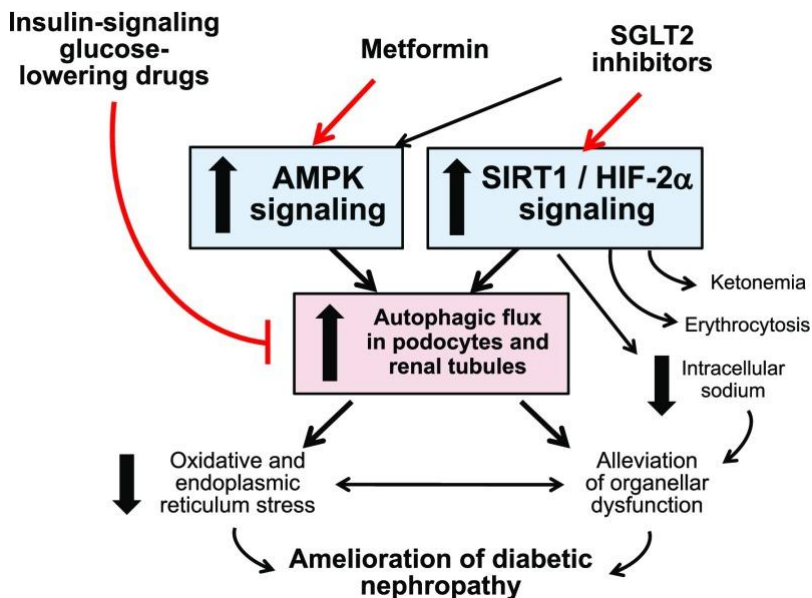 Insulin-signaling
glucose-
lowering drugs
Metformin
SGLT2
inhibitors
AMPK
signaling
SIRT1 / HIF-2α
signaling
Ketonemia
Erythrocytosis
Autophagic flux
in podocytes and
renal tubules
Intracellular
sodium
Oxidative and
endoplasmic
reticulum stress
Alleviation
of organellar
dysfunction
Amelioration of diabetic
nephropathy